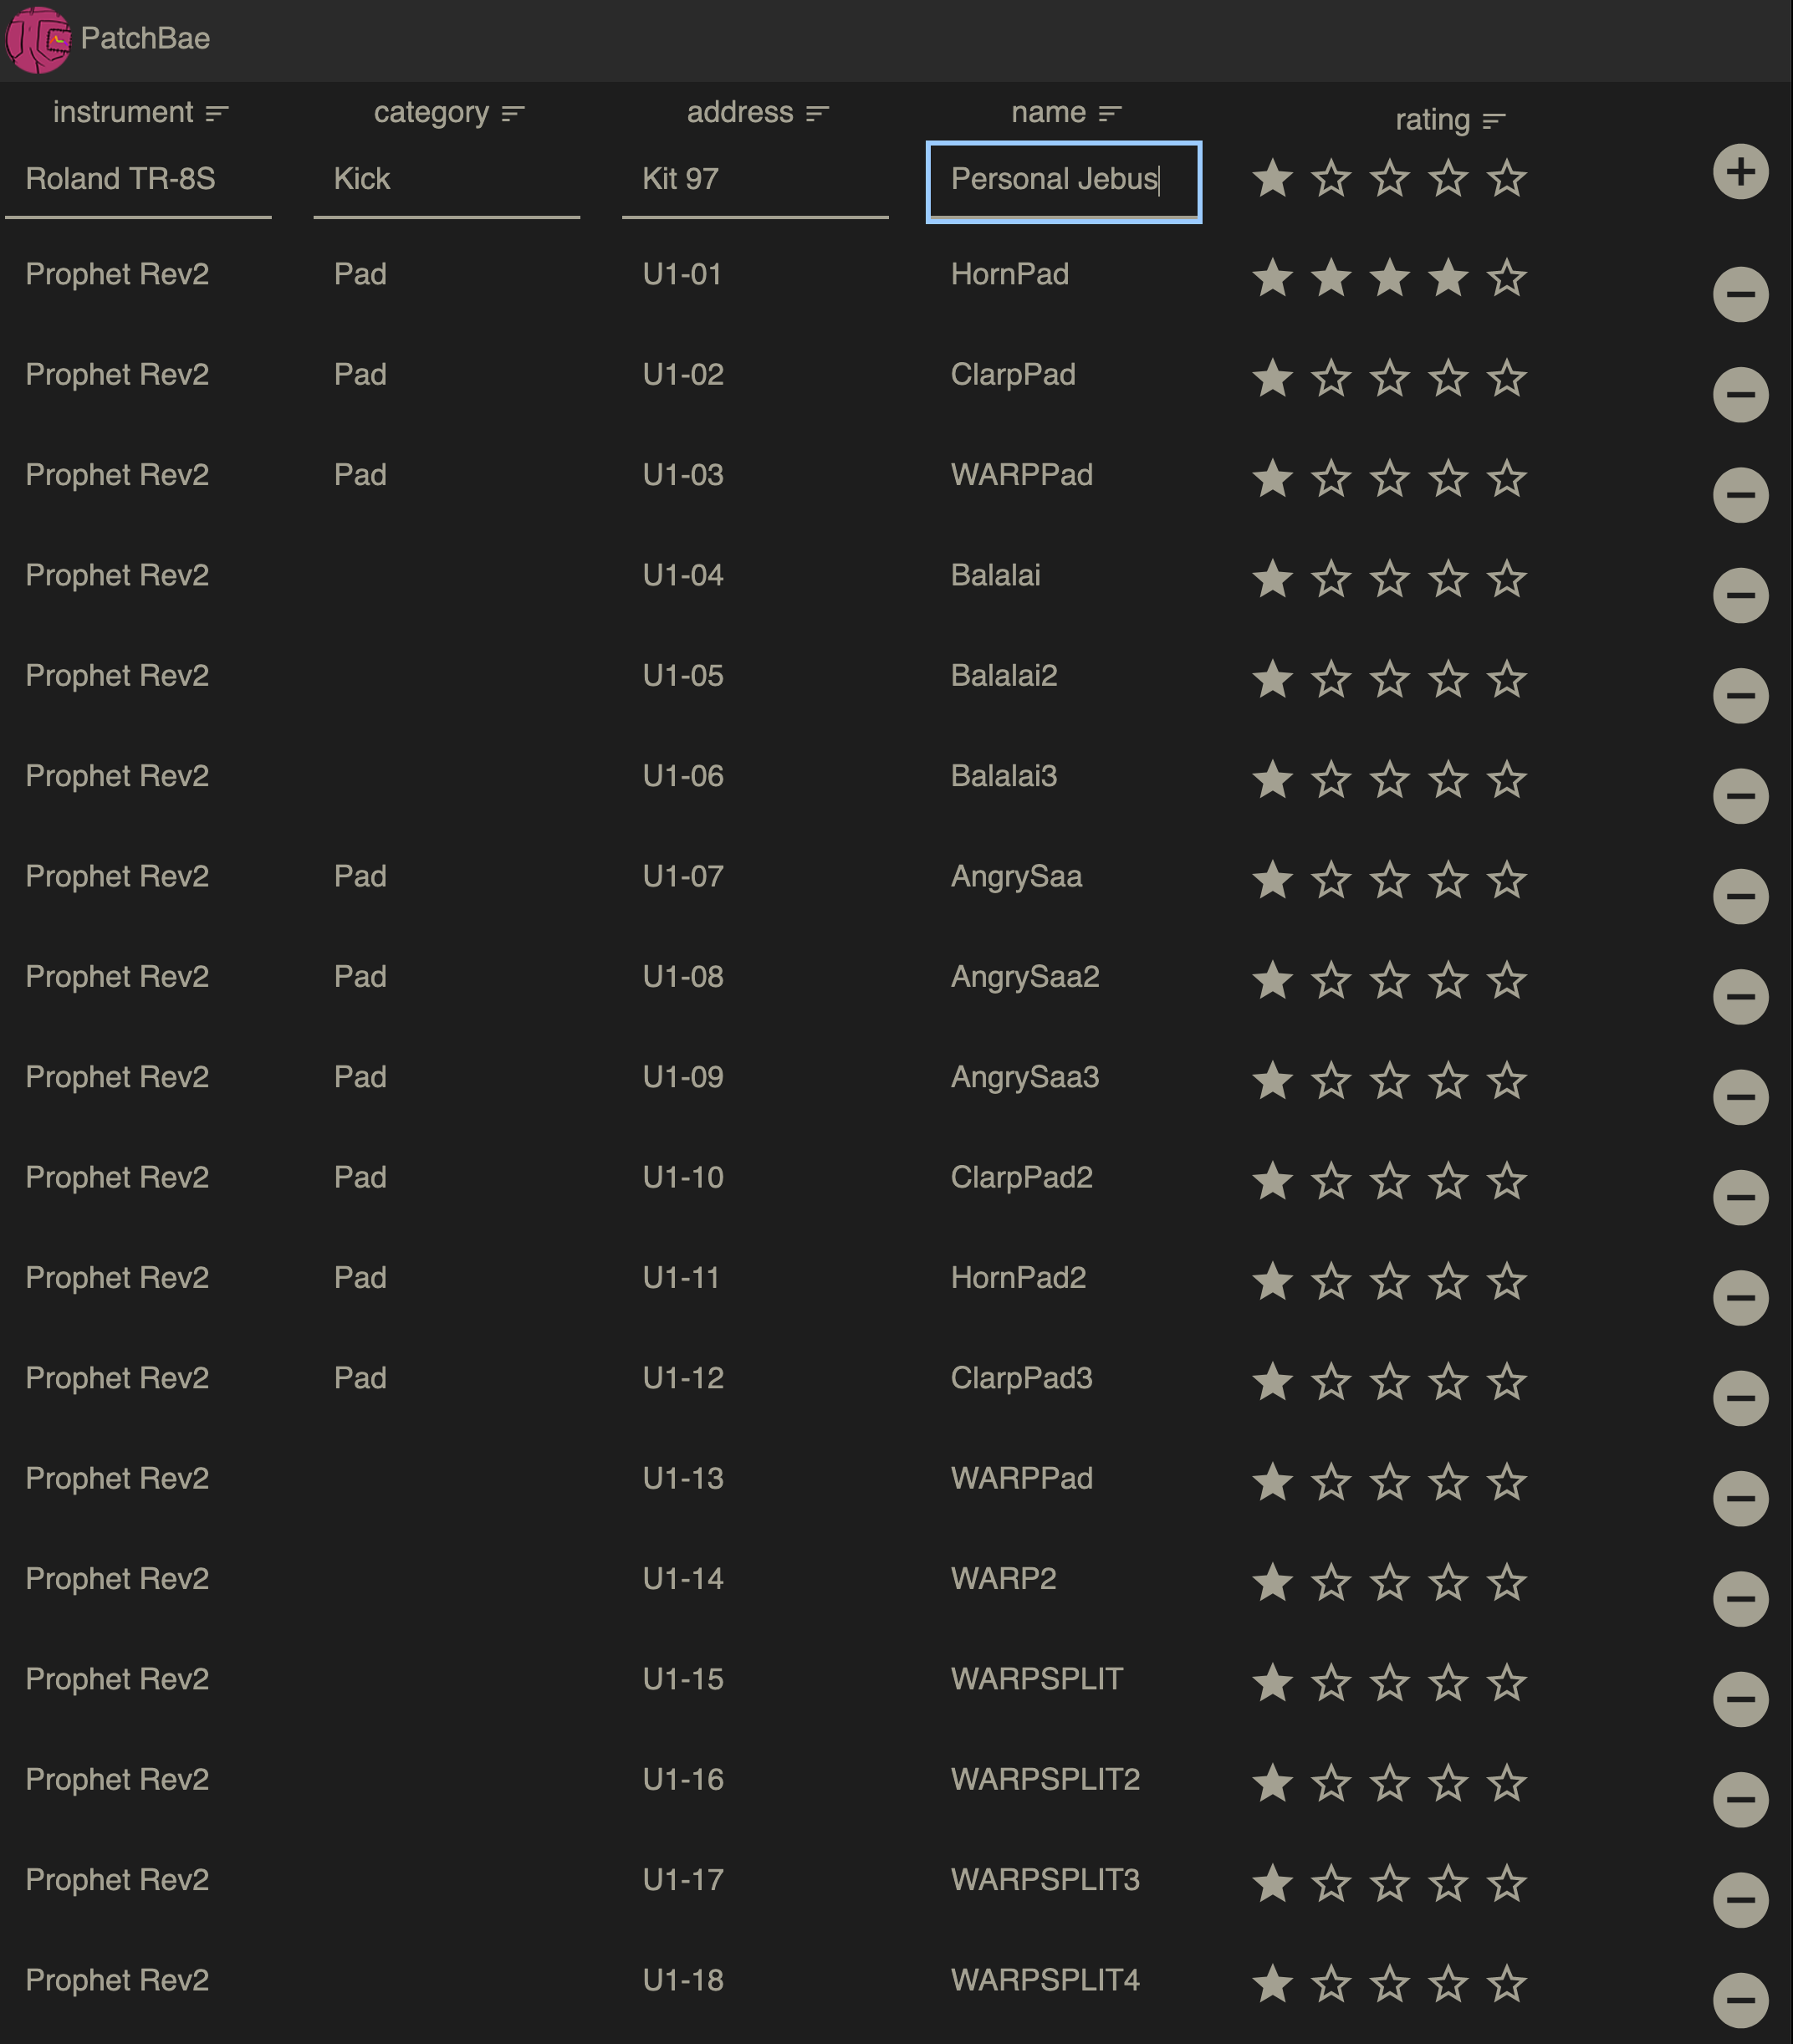 PatchBae
instrument category address name rating
Roland TR-8S Kick Kit 97 Personal Jebus
Prophet Rev2 Pad U1-01 HornPad
Prophet Rev2 Pad U1-02 ClarpPad
Prophet Rev2 Pad U1-03 WARPPad
Prophet Rev2 U1-04 Balalai
Prophet Rev2 U1-05 Balalai2
Prophet Rev2 U1-06 Balalai3
Prophet Rev2 Pad U1-07 AngrySaa
Prophet Rev2 Pad U1-08 AngrySaa2
Prophet Rev2 Pad U1-09 AngrySaa3
Prophet Rev2 Pad U1-10 ClarpPad2
Prophet Rev2 Pad U1-11 HornPad2
Prophet Rev2 Pad U1-12 ClarpPad3
Prophet Rev2 U1-13 WARPPad
Prophet Rev2 U1-14 WARP2
Prophet Rev2 U1-15 WARPSPLIT
Prophet Rev2 U1-16 WARPSPLIT2
Prophet Rev2 U1-17 WARPSPLIT3
Prophet Rev2 U1-18 WARPSPLIT4